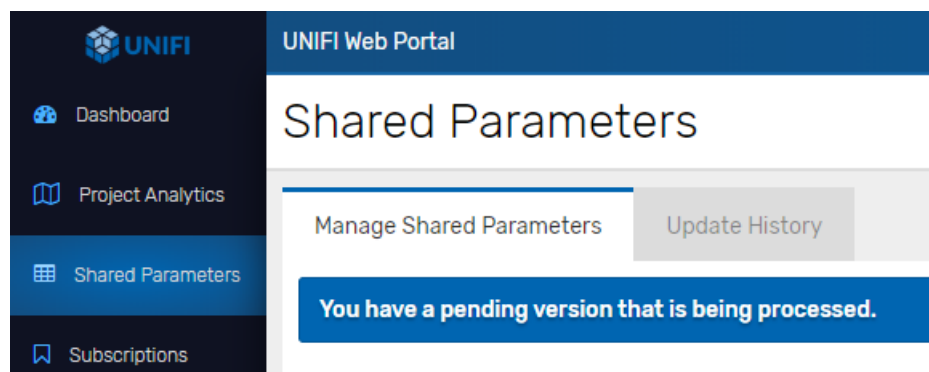 UNIFI
UNIFI Web Portal
Dashboard
Project Analytics
Shared Parameters
Subscriptions
Shared Parameters
Manage Shared Parameters
Update History
You have a pending version that is being processed.